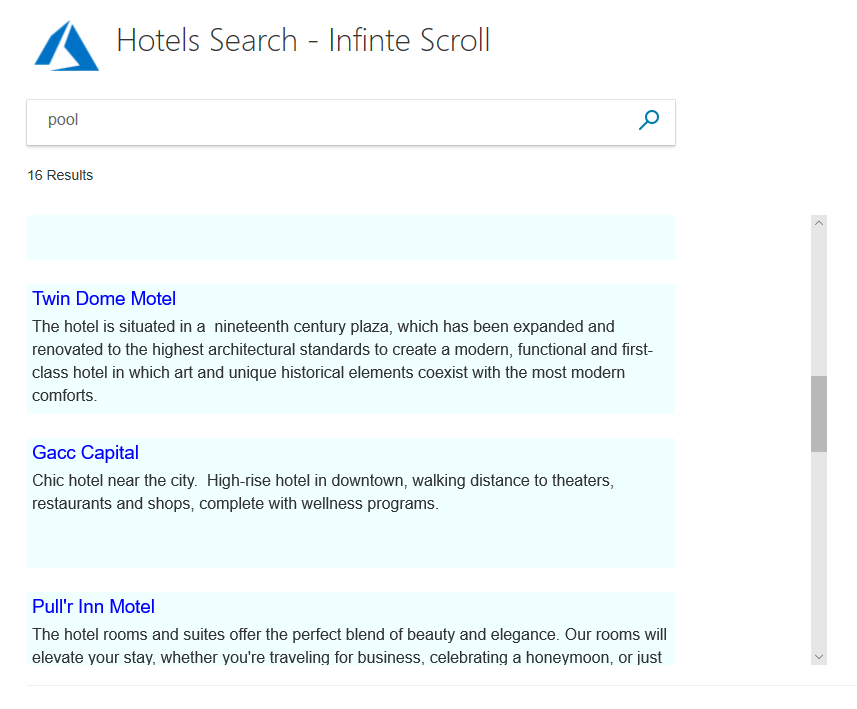 Hotels Search - Infinte Scroll
pool
16 Results
Twin Dome Motel
The hotel is situated in a  nineteenth century plaza, which has been expanded and
renovated to the highest architectural standards to create a modern, functional and first-
class hotel in which art and unique historical elements coexist with the most modern
comforts.
Gacc Capital
Chic hotel near the city.  High-rise hotel in downtown, walking distance to theaters,
restaurants and shops, complete with wellness programs.
Pull'r Inn Motel
The hotel rooms and suites offer the perfect blend of beauty and elegance. Our rooms will
elevate your stay, whether you're traveling for business, celebrating a honeymoon, or just